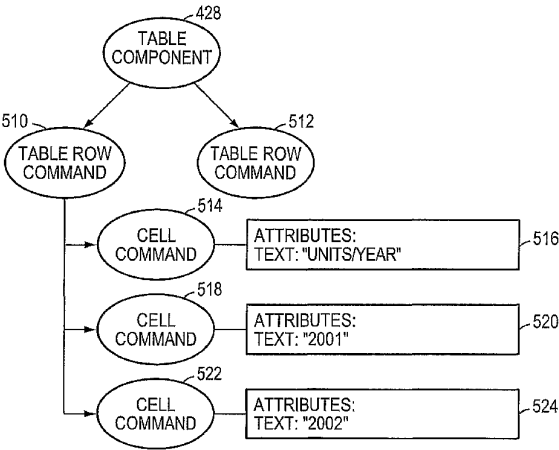 428
TABLE
COMPONENT
510
512
TABLE ROW
COMMAND
TABLE ROW
COMMAND
514
CELL
COMMAND
ATTRIBUTES:
TEXT: "UNITS/YEAR"
516
518
CELL
COMMAND
ATTRIBUTES:
TEXT: "2001"
520
522
CELL
COMMAND
ATTRIBUTES:
TEXT: "2002"
524